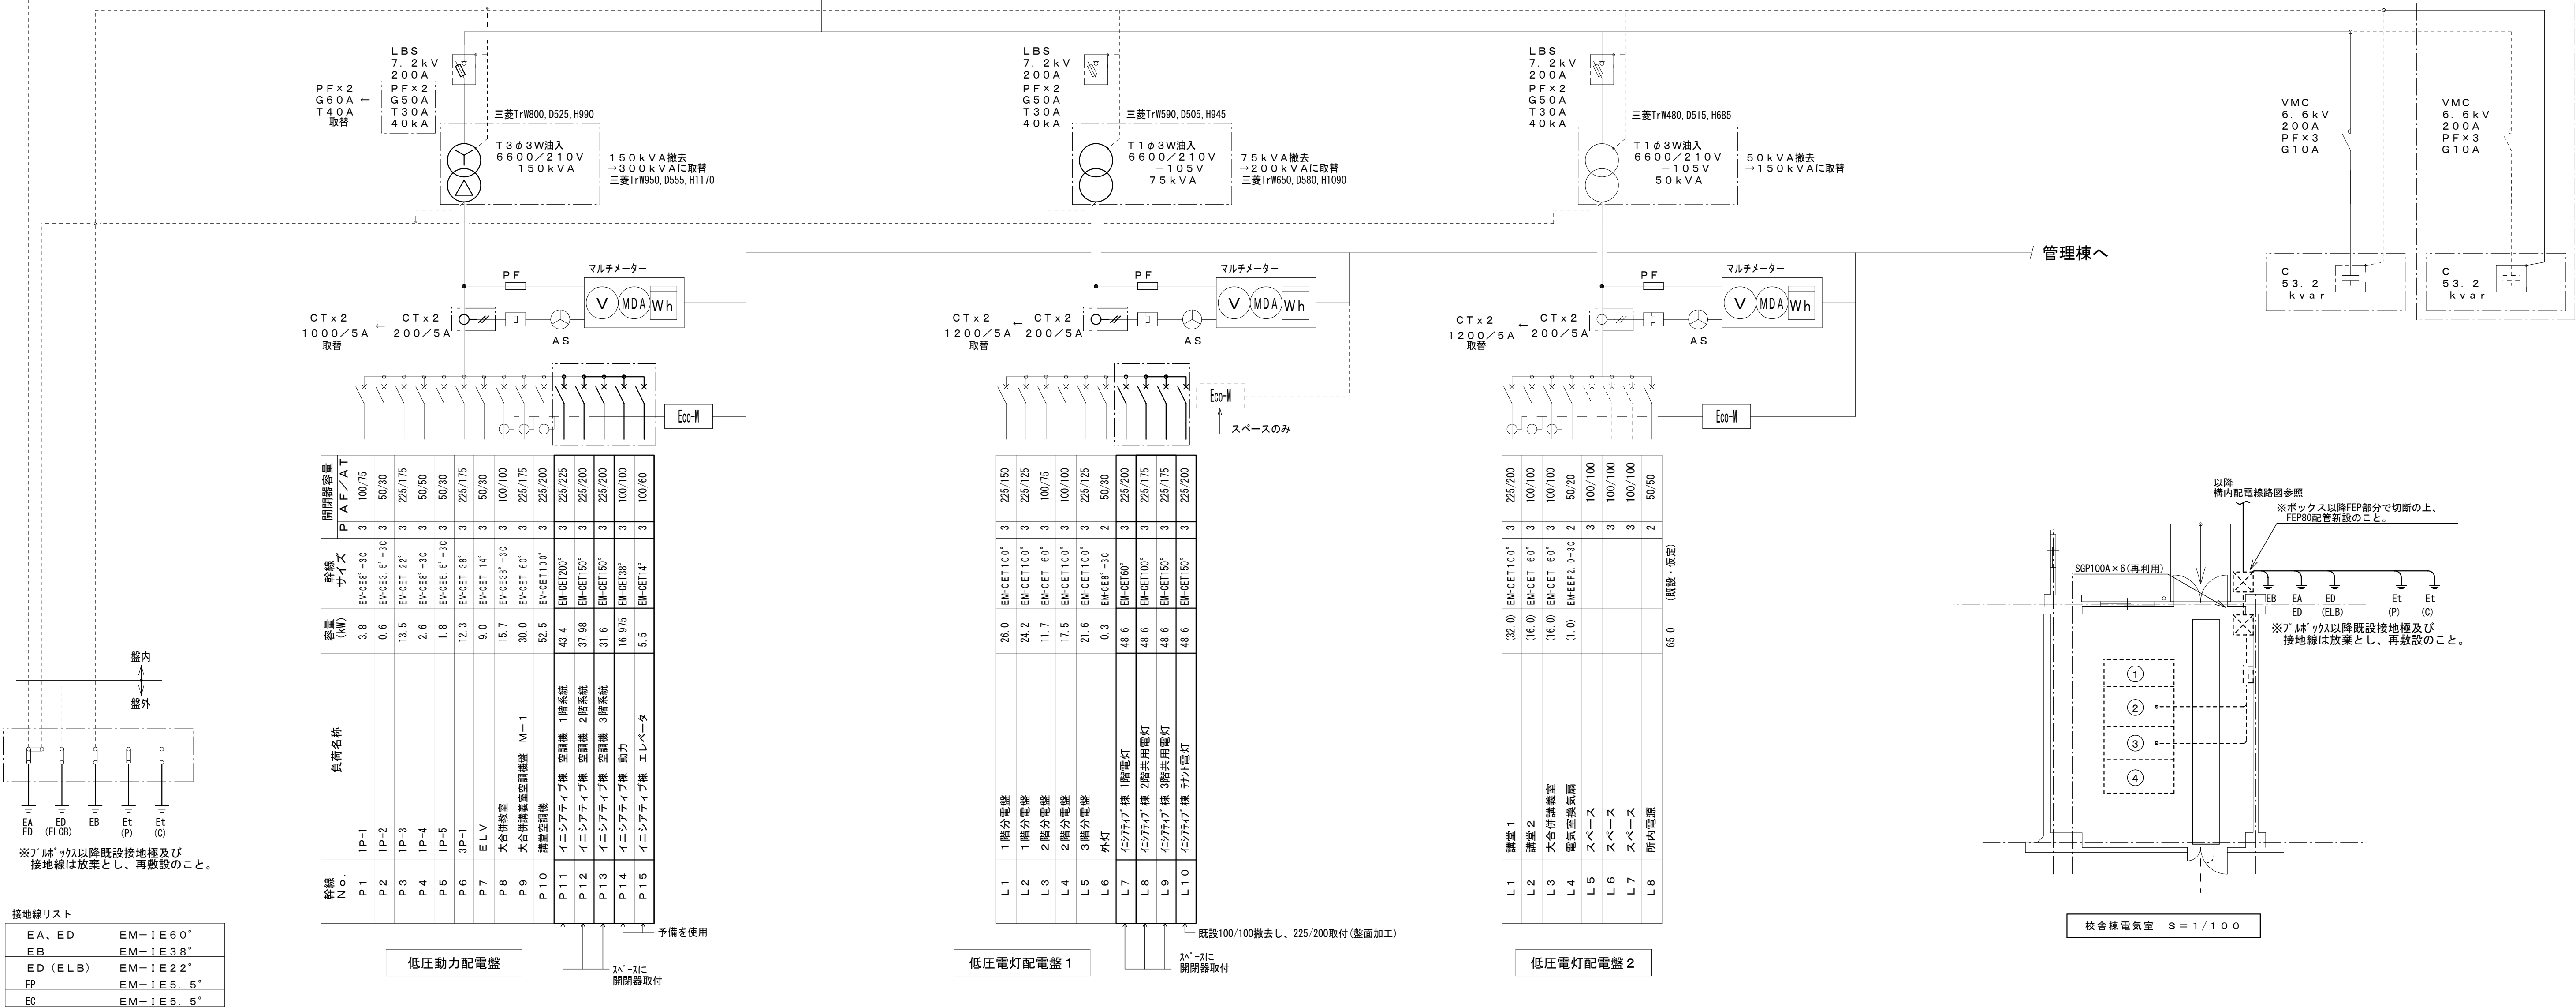 LBS
7.2kV
200A
PF×2
G50A
T30A
40kA
PF×2
G60A ←
T40A
取替
三菱TrW800,D525,H990
T3φ3W油入
6600/210V
150kVA
150kVA撤去
→300kVAに取替
三菱TrW950,D555,H1170
LBS
7.2kV
200A
PF×2
G50A
T30A
40kA
三菱TrW590,D505,H945
T1φ3W油入
6600/210V
-105V
75kVA
75kVA撤去
→200kVAに取替
三菱TrW650,D580,H1090
LBS
7.2kV
200A
PF×2
G50A
T30A
40kA
三菱TrW480,D515,H685
T1φ3W油入
6600/210V
-105V
50kVA
50kVA撤去
→150kVAに取替
VMC
6.6kV
200A
PF×3
G10A
VMC
6.6kV
200A
PF×3
G10A
C
53.2
kvar
C
53.2
kvar
管理棟へ
PF
マルチメーター
V MDA Wh
CTx2
1000/5A
取替
← CTx2
200/5A
AS
Eco-M
PF
マルチメーター
V MDA Wh
CTx2
1200/5A
取替
← CTx2
200/5A
AS
Eco-M
スペースのみ
PF
マルチメーター
V MDA Wh
CTx2
1200/5A
取替
← CTx2
200/5A
AS
Eco-M
幹線No. 負荷名称 容量(kW) 幹線サイズ 開閉器容量 P AF/AT
P1 1P-1 3.8 EM-CE8°-3C 3 100/75
P2 1P-2 0.6 EM-CE3.5°-3C 3 50/30
P3 1P-3 13.5 EM-CET 22° 3 225/175
P4 1P-4 2.6 EM-CE8°-3C 3 50/50
P5 1P-5 1.8 EM-CE5.5°-3C 3 50/30
P6 3P-1 12.3 EM-CET 38° 3 225/175
P7 ELV 9.0 EM-CET 14° 3 50/30
P8 大合併教室 15.7 EM-CE38°-3C 3 100/100
P9 大合併講義室空調機盤 M-1 30.0 EM-CET 60° 3 225/175
P10 講堂空調機 52.5 EM-CET100° 3 225/200
P11 イニシアティブ棟 空調機 1階系統 43.4 EM-CET200° 3 225/225
P12 イニシアティブ棟 空調機 2階系統 37.98 EM-CET150° 3 225/200
P13 イニシアティブ棟 空調機 3階系統 31.6 EM-CET150° 3 225/200
P14 イニシアティブ棟 動力 16.975 EM-CET38° 3 100/100
P15 イニシアティブ棟 エレベータ 5.5 EM-CET14° 3 100/60
予備を使用
スペースに
開閉器取付
低圧動力配電盤
L1 1階分電盤 26.0 EM-CET100° 3 225/150
L2 1階分電盤 24.2 EM-CET100° 3 225/125
L3 2階分電盤 11.7 EM-CET 60° 3 100/75
L4 2階分電盤 17.5 EM-CET100° 3 100/100
L5 3階分電盤 21.6 EM-CET100° 3 225/125
L6 外灯 0.3 EM-CE8°-3C 2 50/30
L7 イニシアティブ棟 1階電灯 48.6 EM-CET60° 3 225/200
L8 イニシアティブ棟 2階共用電灯 48.6 EM-CET100° 3 225/175
L9 イニシアティブ棟 3階共用電灯 48.6 EM-CET150° 3 225/175
L10 イニシアティブ棟 テナント電灯 48.6 EM-CET150° 3 225/200
既設100/100撤去し、225/200取付(盤面加工)
スペースに
開閉器取付
低圧電灯配電盤1
L1 講堂1 (32.0) EM-CET100° 3 225/200
L2 講堂2 (16.0) EM-CET 60° 3 100/100
L3 大合併講義室 (16.0) EM-CET 60° 3 100/100
L4 電気室換気扇 (1.0) EM-EEF2.0-3C 2 50/20
L5 スペース 3 100/100
L6 スペース 3 100/100
L7 スペース 3 100/100
L8 所内電源 2 50/50
65.0 (既設・仮定)
低圧電灯配電盤2
盤内
盤外
EA
ED
ED
(ELCB)
EB
Et
(P)
Et
(C)
※プルボックス以降既設接地極及び
接地線は放棄とし、再敷設のこと。
接地線リスト
EA、ED EM-IE60°
EB EM-IE38°
ED(ELB) EM-IE22°
EP EM-IE5.5°
EC EM-IE5.5°
以降
構内配電線路図参照
※ボックス以降FEP部分で切断の上、
FEP80配管新設のこと。
SGP100A×6(再利用)
EB
EA
ED
ED
(ELB)
Et
(P)
Et
(C)
※プルボックス以降既設接地極及び
接地線は放棄とし、再敷設のこと。
①
②
③
④
校舎棟電気室 S=1/100